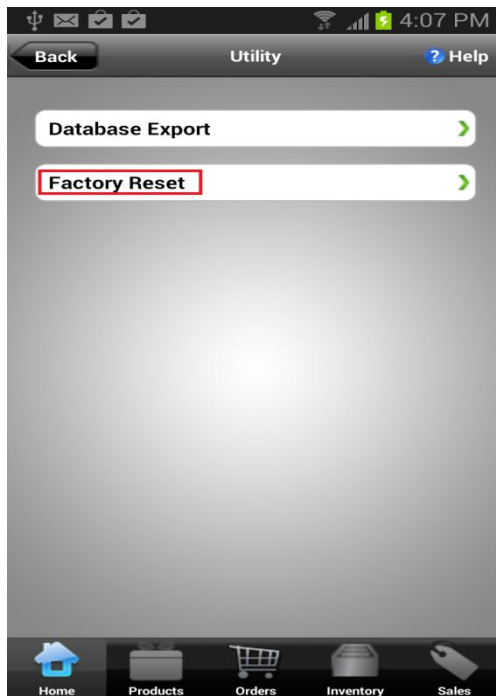 4:07 PM
Back
Utility
? Help
Database Export
Factory Reset
Home
Products
Orders
Inventory
Sales